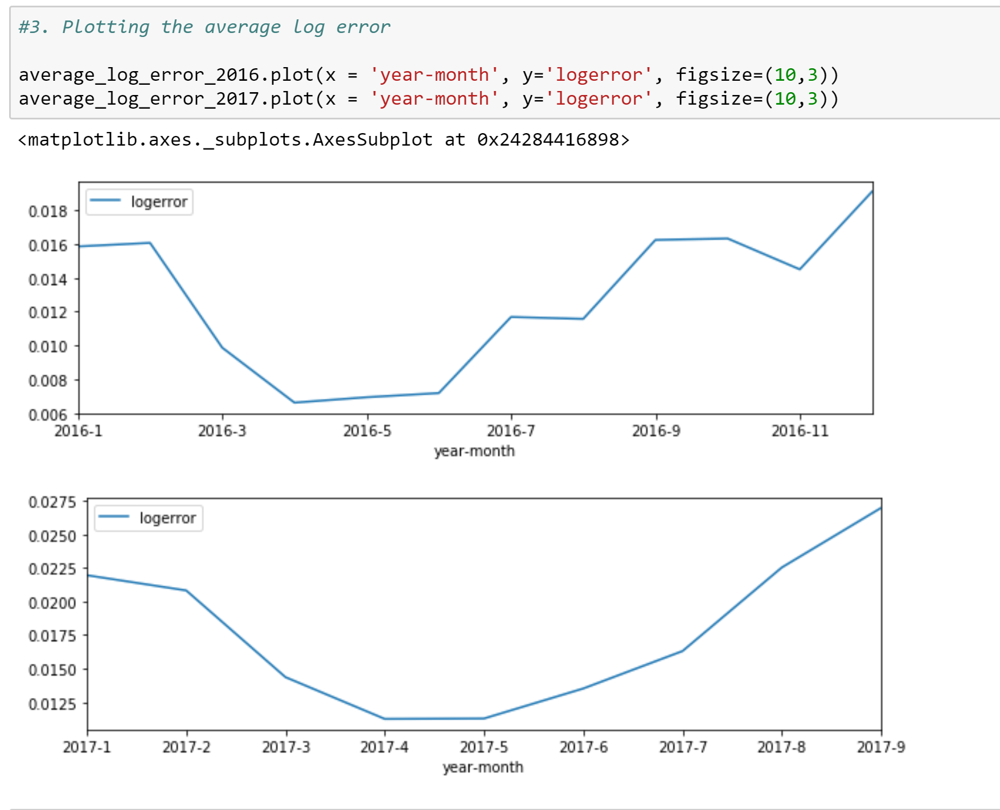 #3. Plotting the average log error
average_log_error_2016.plot(x = 'year-month', y='logerror', figsize=(10,3))
average_log_error_2017.plot(x = 'year-month', y='logerror', figsize=(10,3))
<matplotlib.axes._subplots.AxesSubplot at 0x24284416898>
logerror
0.018
0.016
0.014
0.012
0.010
0.008
0.006
2016-1 2016-3 2016-5 2016-7 2016-9 2016-11
year-month
0.0275
logerror
0.0250
0.0225
0.0200
0.0175
0.0150
0.0125
2017-1 2017-2 2017-3 2017-4 2017-5 2017-6 2017-7 2017-8 2017-9
year-month